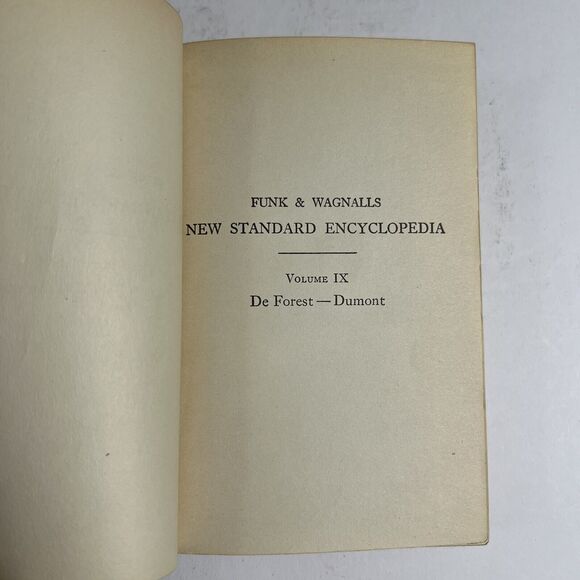 FUNK & WAGNALLS
NEW STANDARD ENCYCLOPEDIA
VOLUME IX
De Forest — Dumont